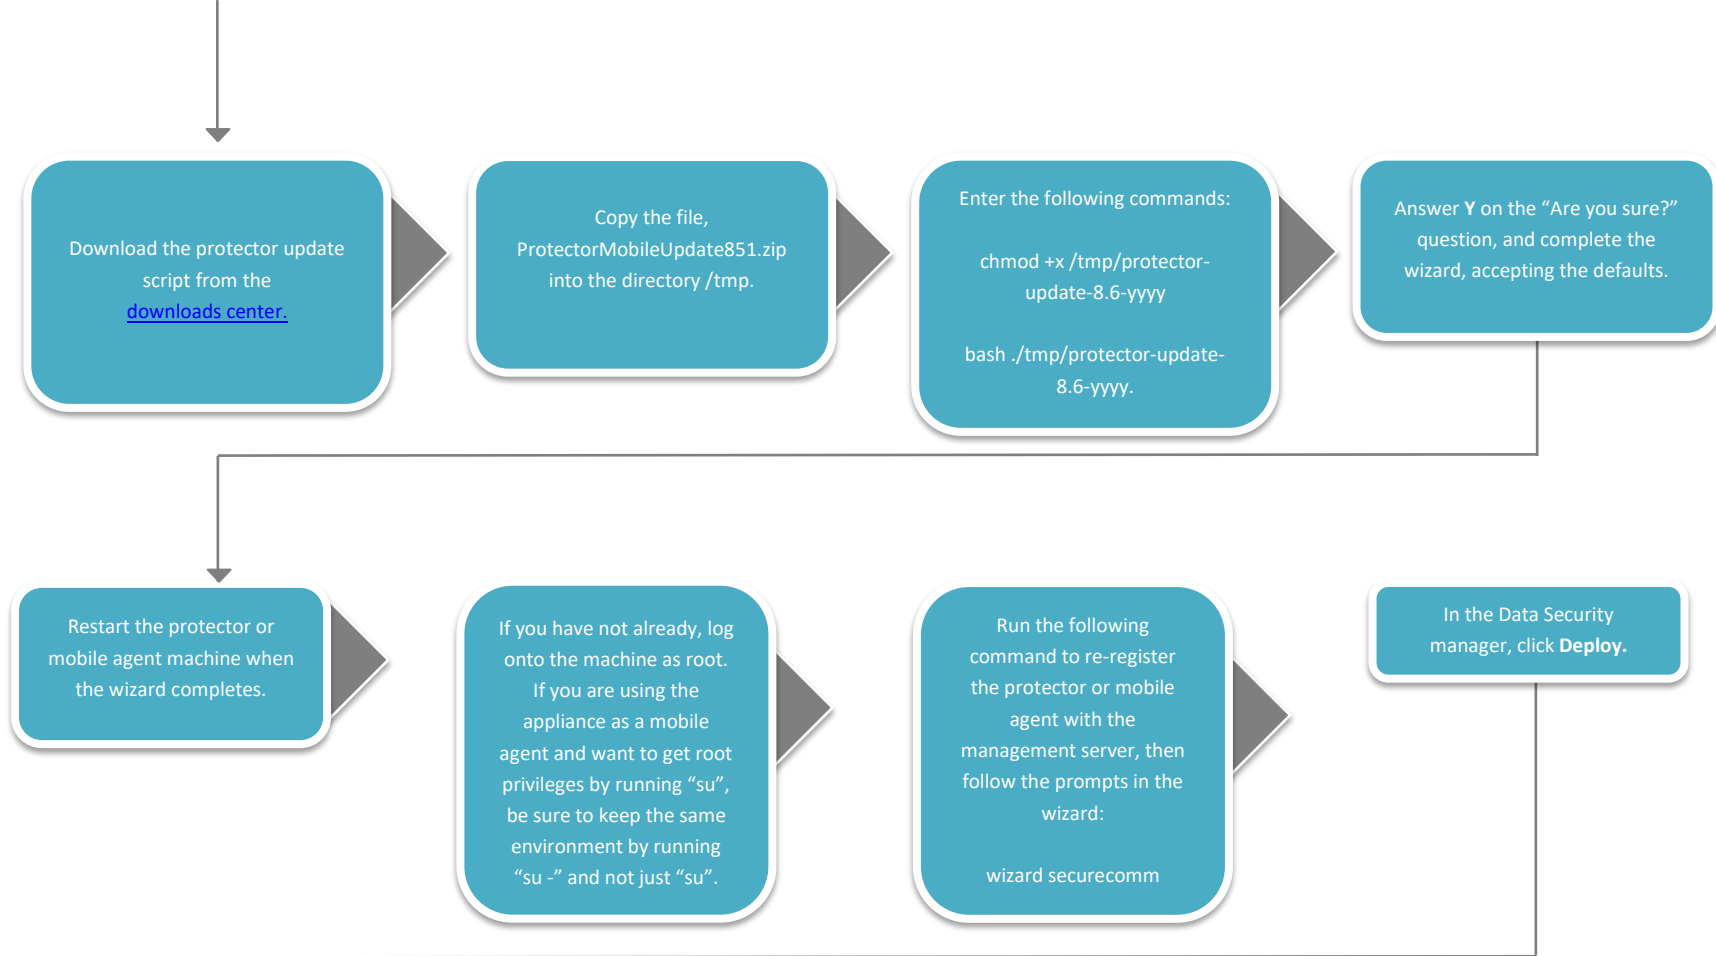 Download the protector update
script from the
downloads center.
Copy the file,
ProtectorMobileUpdate851.zip
into the directory /tmp.
Enter the following commands:
chmod +x /tmp/protector-
update-8.6-yyyy
bash ./tmp/protector-update-
8.6-yyyy.
Answer Y on the “Are you sure?”
question, and complete the
wizard, accepting the defaults.
Restart the protector or
mobile agent machine when
the wizard completes.
If you have not already, log
onto the machine as root.
If you are using the
appliance as a mobile
agent and want to get root
privileges by running “su”,
be sure to keep the same
environment by running
“su -” and not just “su”.
Run the following
command to re-register
the protector or mobile
agent with the
management server, then
follow the prompts in the
wizard:
wizard securecomm
In the Data Security
manager, click Deploy.